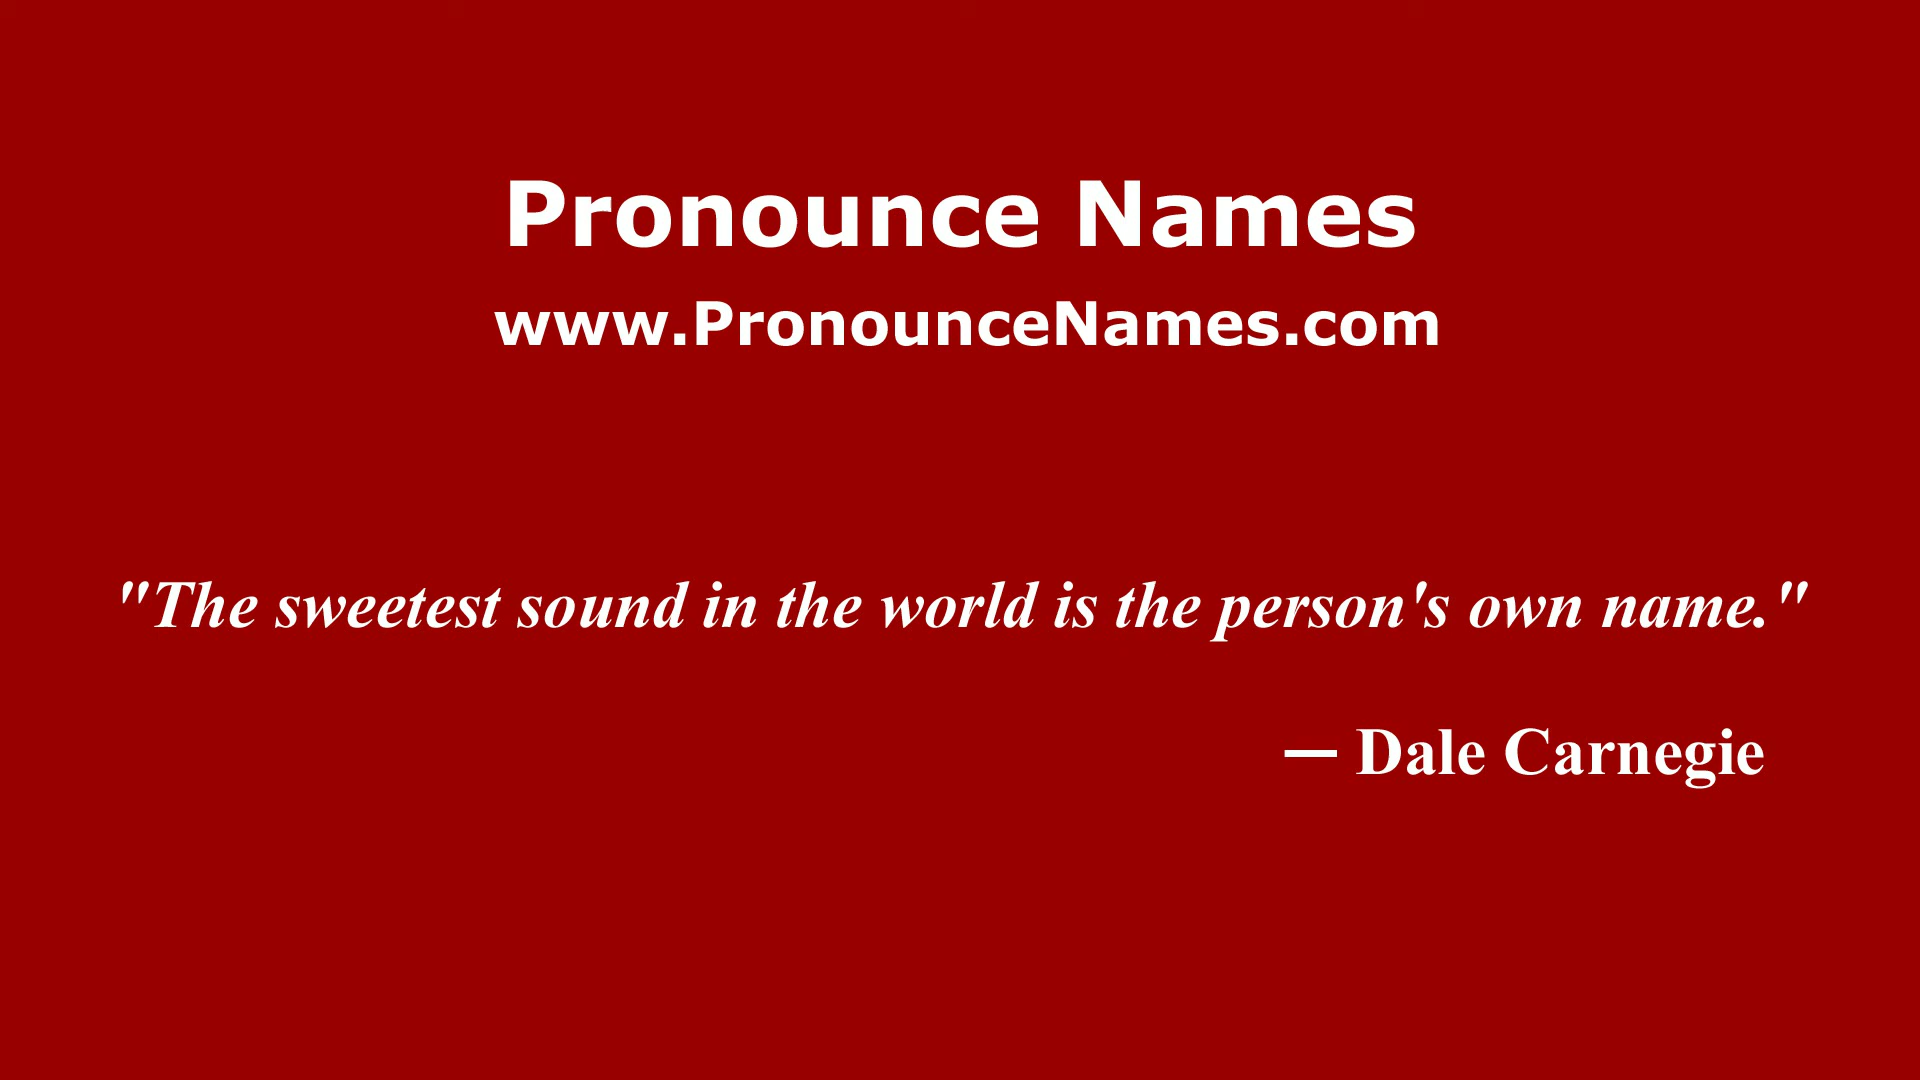 Pronounce Names
www.PronounceNames.com
"The sweetest sound in the world is the person's own name."
— Dale Carnegie